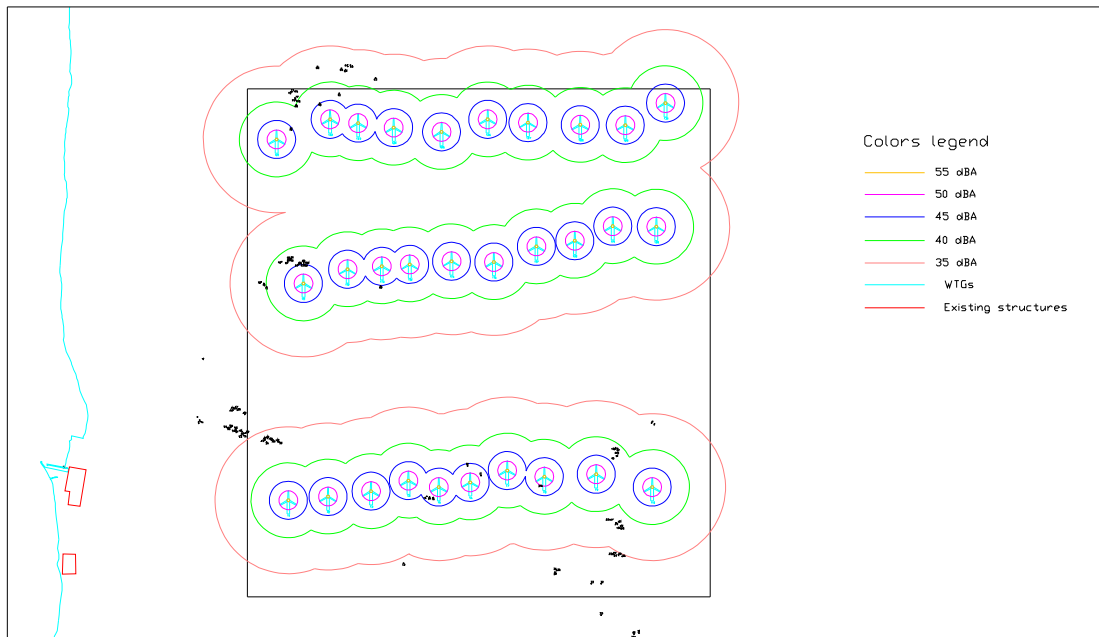 Colors legend
55 dBA
50 dBA
45 dBA
40 dBA
35 dBA
WTGs
Existing structures